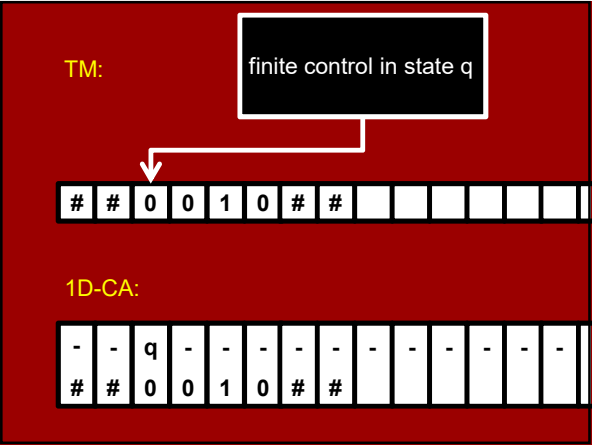 finite control in state q
TM:
# # 0 0 1 0 # #
1D-CA:
- - q - - - - - - - - - - -
# # 0 0 1 0 # #